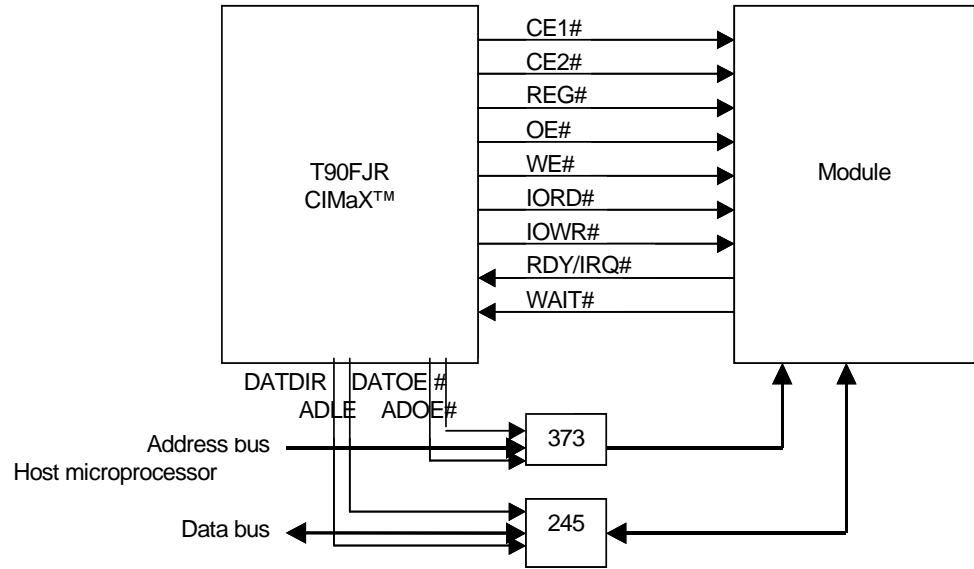 CE1#
CE2#
REG#
OE#
WE#
IORD#
IOWR#
RDY/IRQ#
WAIT#
T90FJR
CIMaX™
Module
DATDIR DATOE #
ADLE ADOE#
373
Address bus
Host microprocessor
245
Data bus